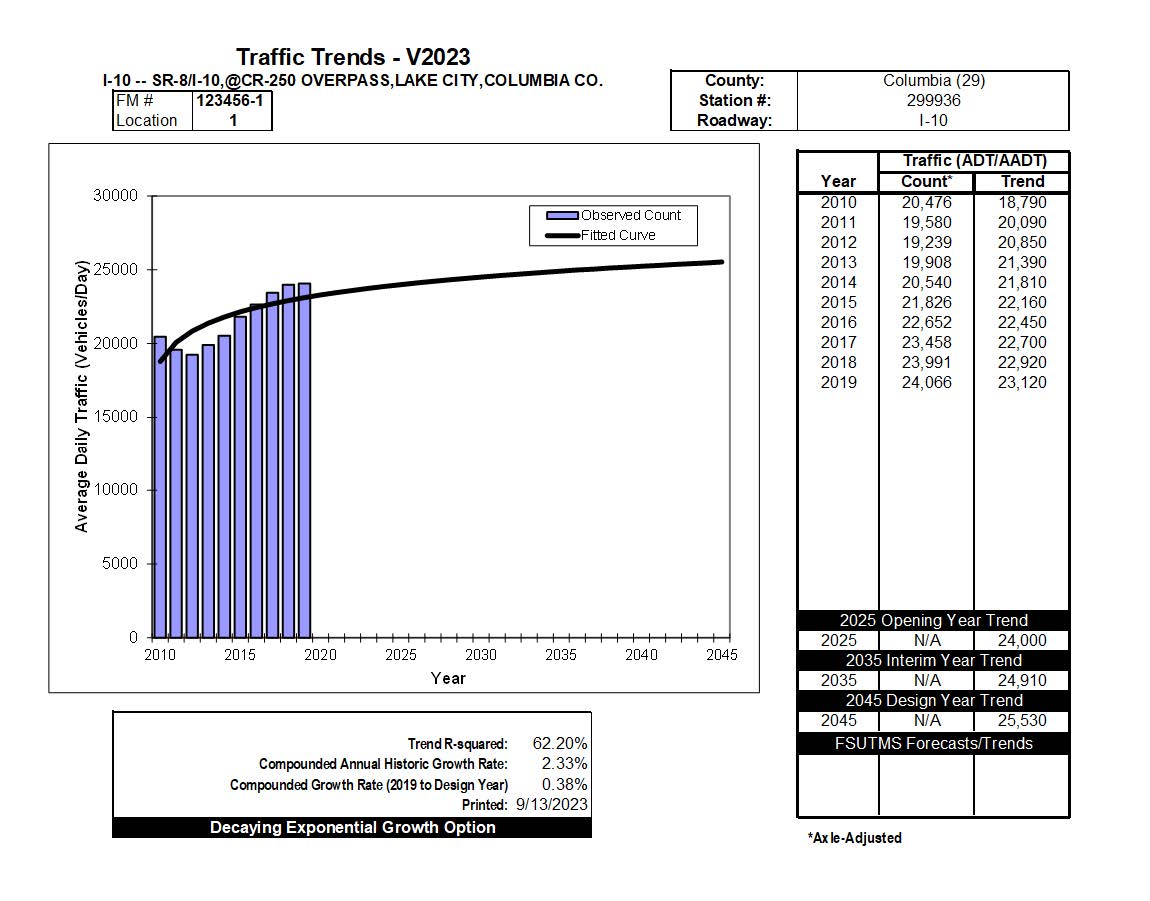 Traffic Trends - V2023
I-10 -- SR-8/I-10,@CR-250 OVERPASS,LAKE CITY,COLUMBIA CO.
FM # 123456-1
Location 1
County: Columbia (29)
Station #: 299936
Roadway: I-10
30000
25000
20000
15000
10000
5000
0
Average Daily Traffic (Vehicles/Day)
Observed Count
Fitted Curve
2010 2015 2020 2025 2030 2035 2040 2045
Year
Traffic (ADT/AADT)
Year Count* Trend
2010 20,476 18,790
2011 19,580 20,090
2012 19,239 20,850
2013 19,908 21,390
2014 20,540 21,810
2015 21,826 22,160
2016 22,652 22,450
2017 23,458 22,700
2018 23,991 22,920
2019 24,066 23,120
2025 Opening Year Trend
2025 N/A 24,000
2035 Interim Year Trend
2035 N/A 24,910
2045 Design Year Trend
2045 N/A 25,530
FSUTMS Forecasts/Trends
*Axle-Adjusted
Trend R-squared: 62.20%
Compounded Annual Historic Growth Rate: 2.33%
Compounded Growth Rate (2019 to Design Year) 0.38%
Printed: 9/13/2023
Decaying Exponential Growth Option